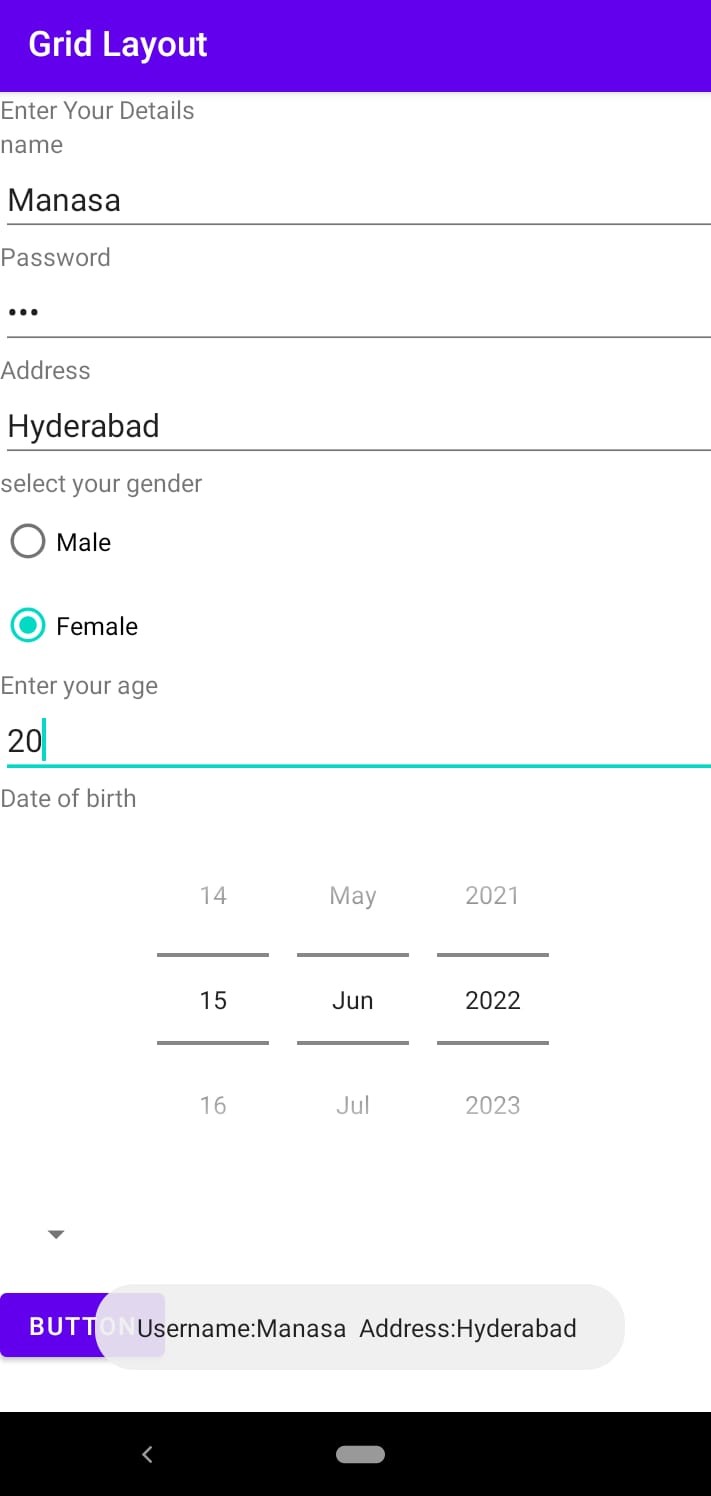 Grid Layout
Enter Your Details
name
Manasa
Password
•••
Address
Hyderabad
select your gender
Male
Female
Enter your age
20
Date of birth
14 May 2021
15 Jun 2022
16 Jul 2023
BUTTON
Username:Manasa Address:Hyderabad